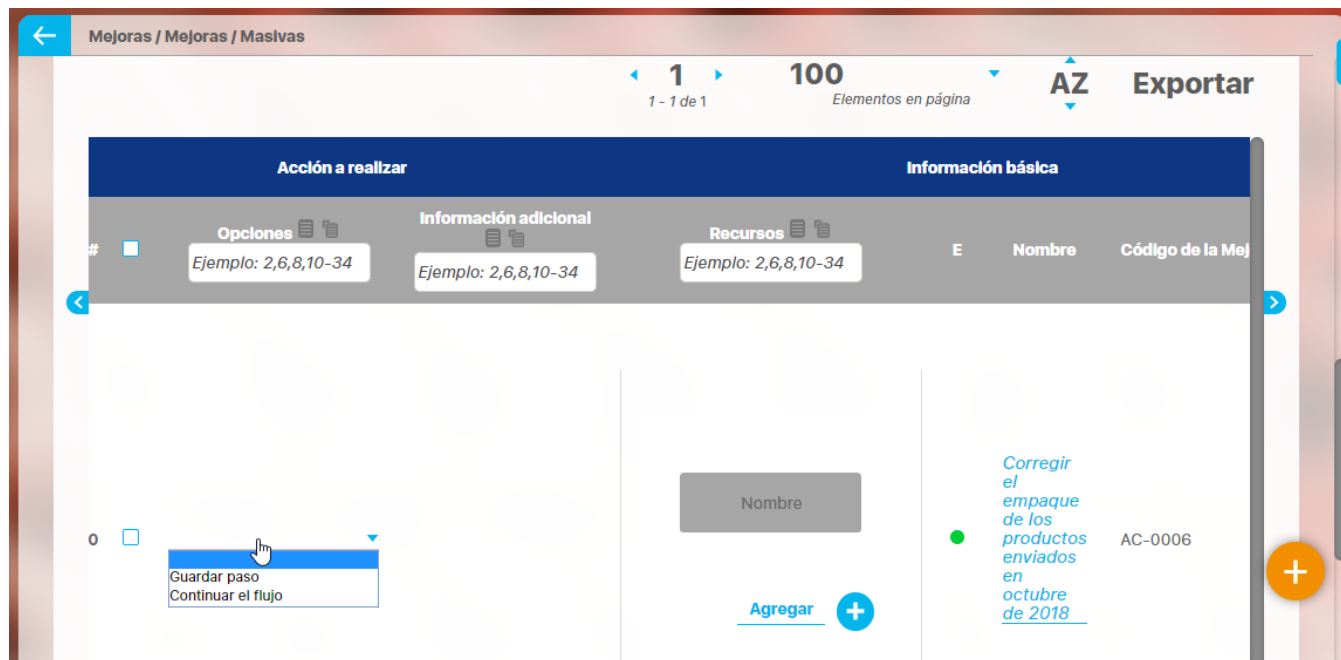 Mejoras / Mejoras / Masivas
1
1 - 1 de 1
100
Elementos en página
AZ
Exportar
Acción a realizar
Información básica
#
Opciones
Ejemplo: 2,6,8,10-34
Información adicional
Ejemplo: 2,6,8,10-34
Recursos
Ejemplo: 2,6,8,10-34
E
Nombre
Código de la Mej
0
Guardar paso
Continuar el flujo
Nombre
Agregar
Corregir
el
empaque
de los
productos
enviados
en
octubre
de 2018
AC-0006